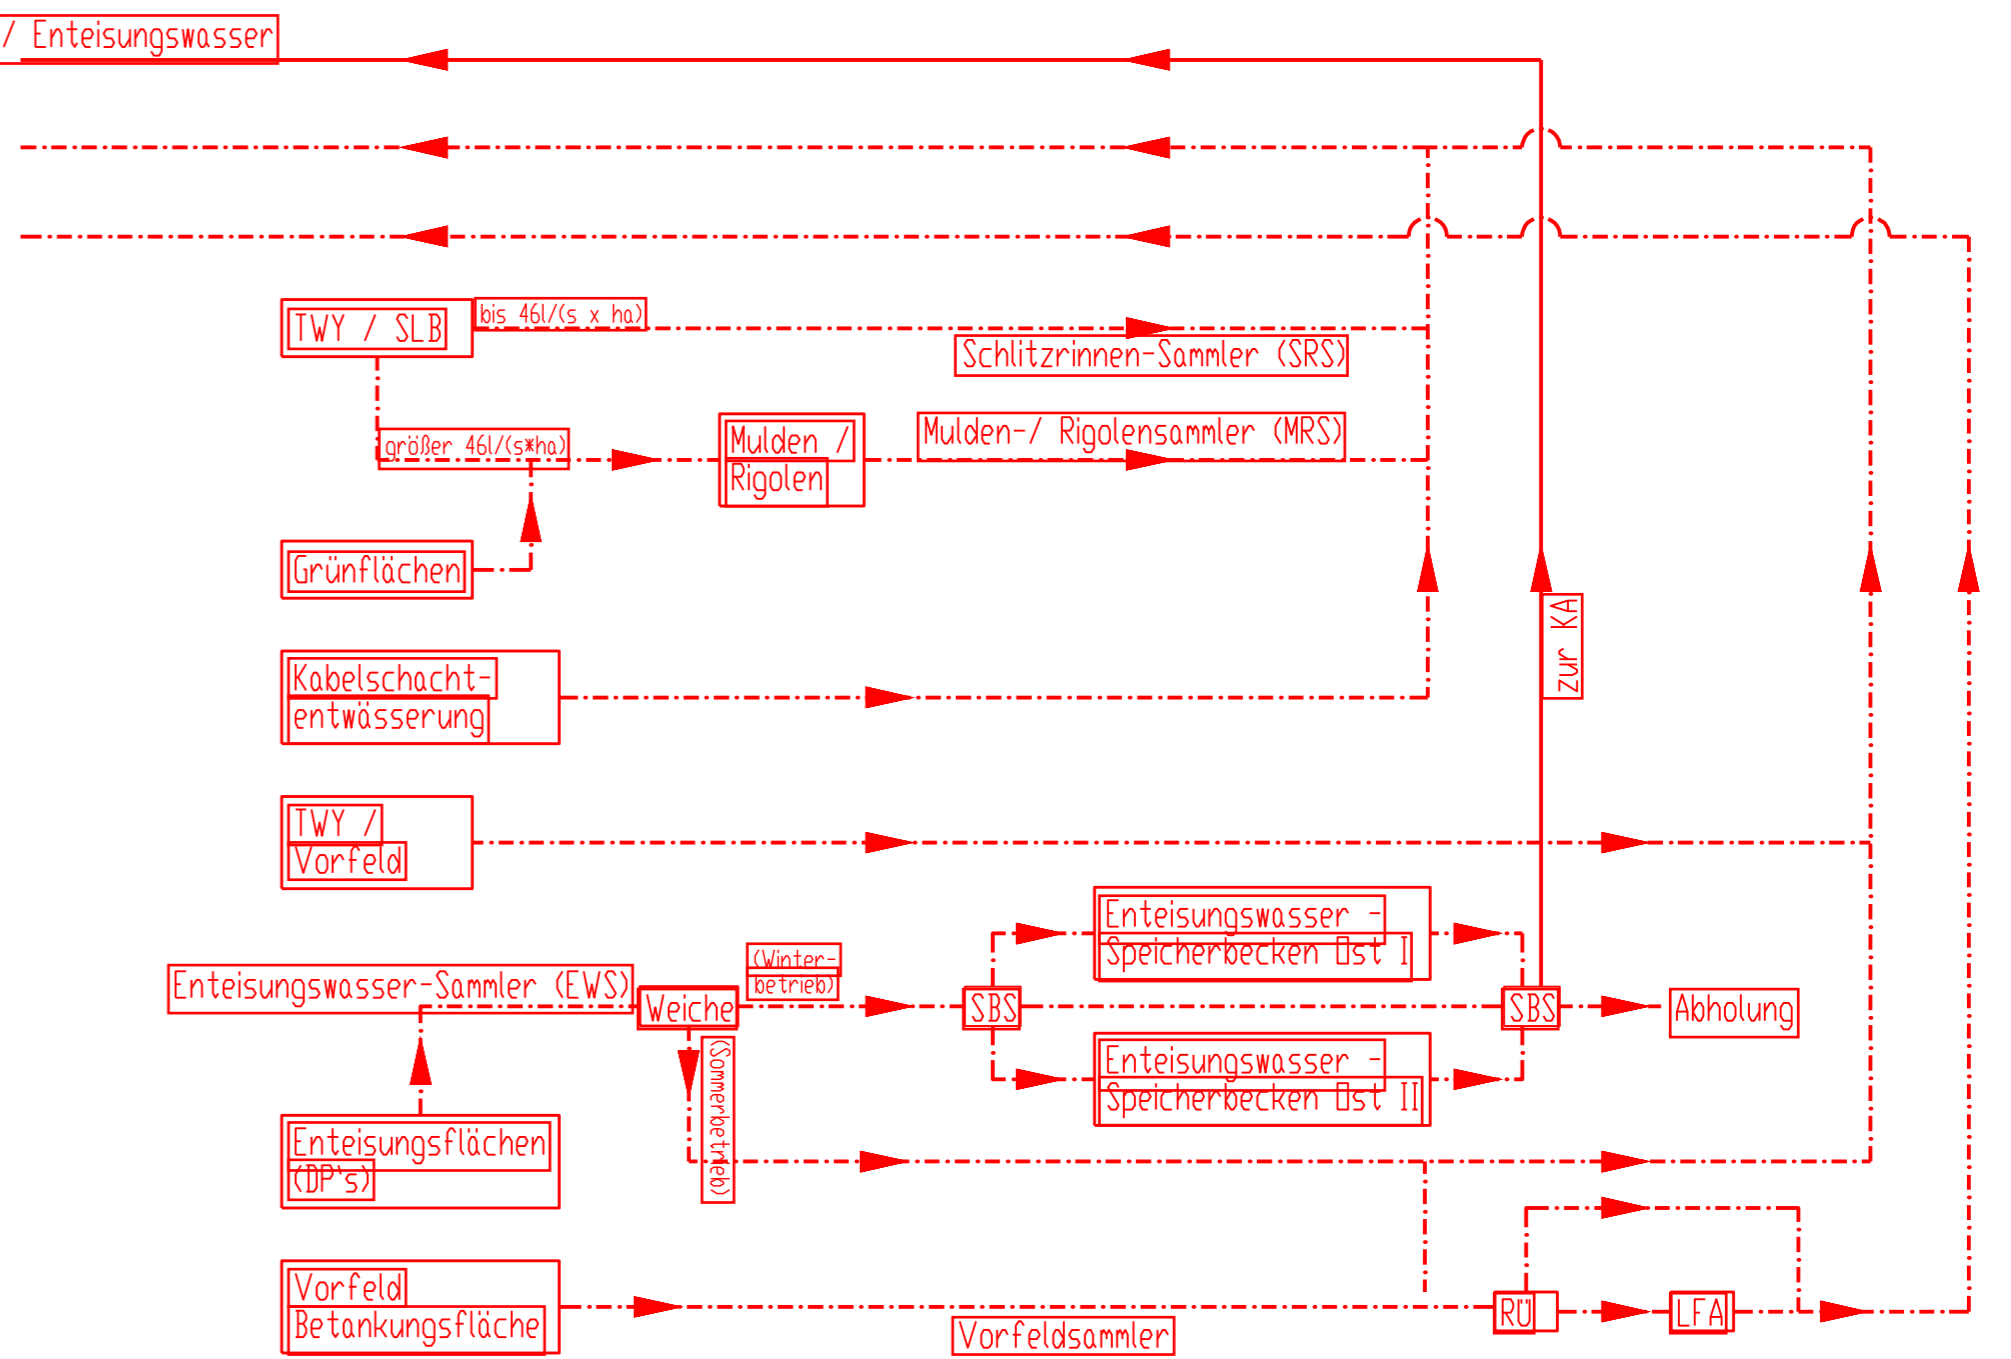 / Enteisungswasser
TWY / SLB
bis 46l/(s x ha)
Schlitzrinnen-Sammler (SRS)
größer 46l/(s*ha)
Mulden /
Rigolen
Mulden-/ Rigolensammler (MRS)
Grünflächen
zur KA
Kabelschacht-
entwässerung
TWY /
Vorfeld
Enteisungswasser -
Speicherbecken Ost I
(Winter-
betrieb)
Enteisungswasser-Sammler (EWS)
Weiche
SBS
SBS
Abholung
(Sommerbetrieb)
Enteisungswasser -
Speicherbecken Ost II
Enteisungsflächen
(DP's)
Vorfeld
Betankungsfläche
Vorfeldsammler
RÜ
LFA